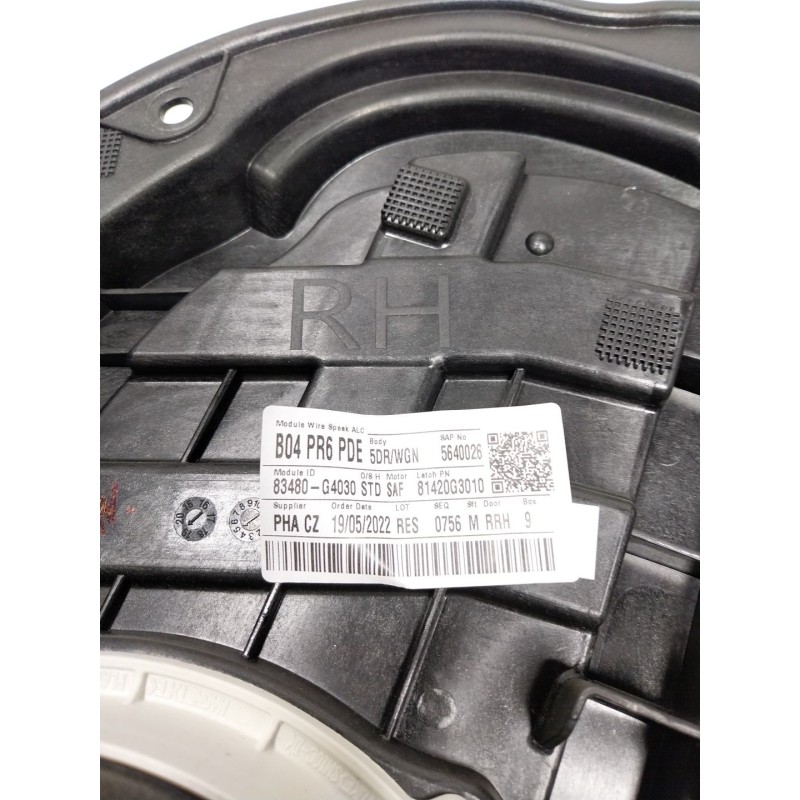 RH
Module Wire Speak ALC Body SAP No
B04 PR6 PDE 5DR/WGN 5640026
Module ID O/S H Motor Latch PN
83480-G4030 STD SAF 81420G3010
Supplier Order Date LOT SEQ Sft Door Box
PHA CZ 19/05/2022 RES 0756 M RRH 9